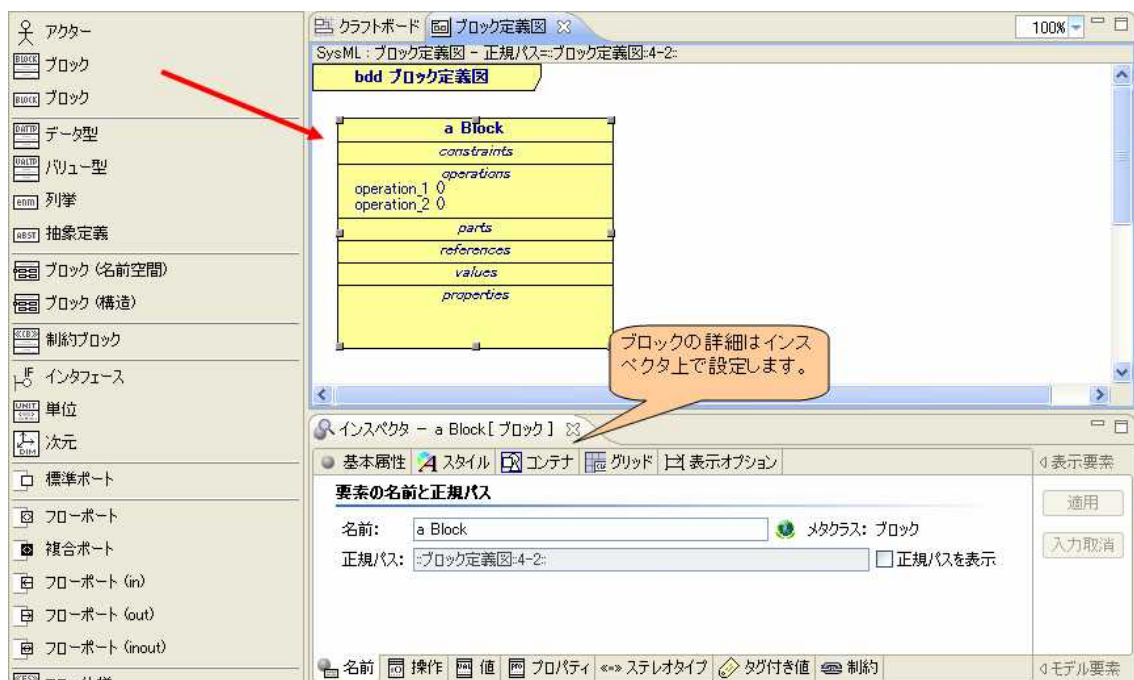 アクター
ブロック
ブロック
データ型
バリュー型
列挙
抽象定義
ブロック (名前空間)
ブロック (構造)
制約ブロック
インタフェース
単位
次元
標準ポート
フローポート
複合ポート
フローポート (in)
フローポート (out)
フローポート (inout)
クラフトボード ブロック定義図
100%
SysML : ブロック定義図 - 正規パス=::ブロック定義図::4-2::
bdd ブロック定義図
a Block
constraints
operations
operation_1 ()
operation_2 ()
parts
references
values
properties
ブロックの詳細はインス
ペクタ上で設定します。
インスペクタ - a Block[ ブロック ]
基本属性 スタイル コンテナ グリッド 表示オプション
表示要素
要素の名前と正規パス
適用
名前: a Block メタクラス: ブロック
入力取消
正規パス: ::ブロック定義図::4-2:: 正規パスを表示
名前 操作 値 プロパティ ステレオタイプ タグ付き値 制約
モデル要素